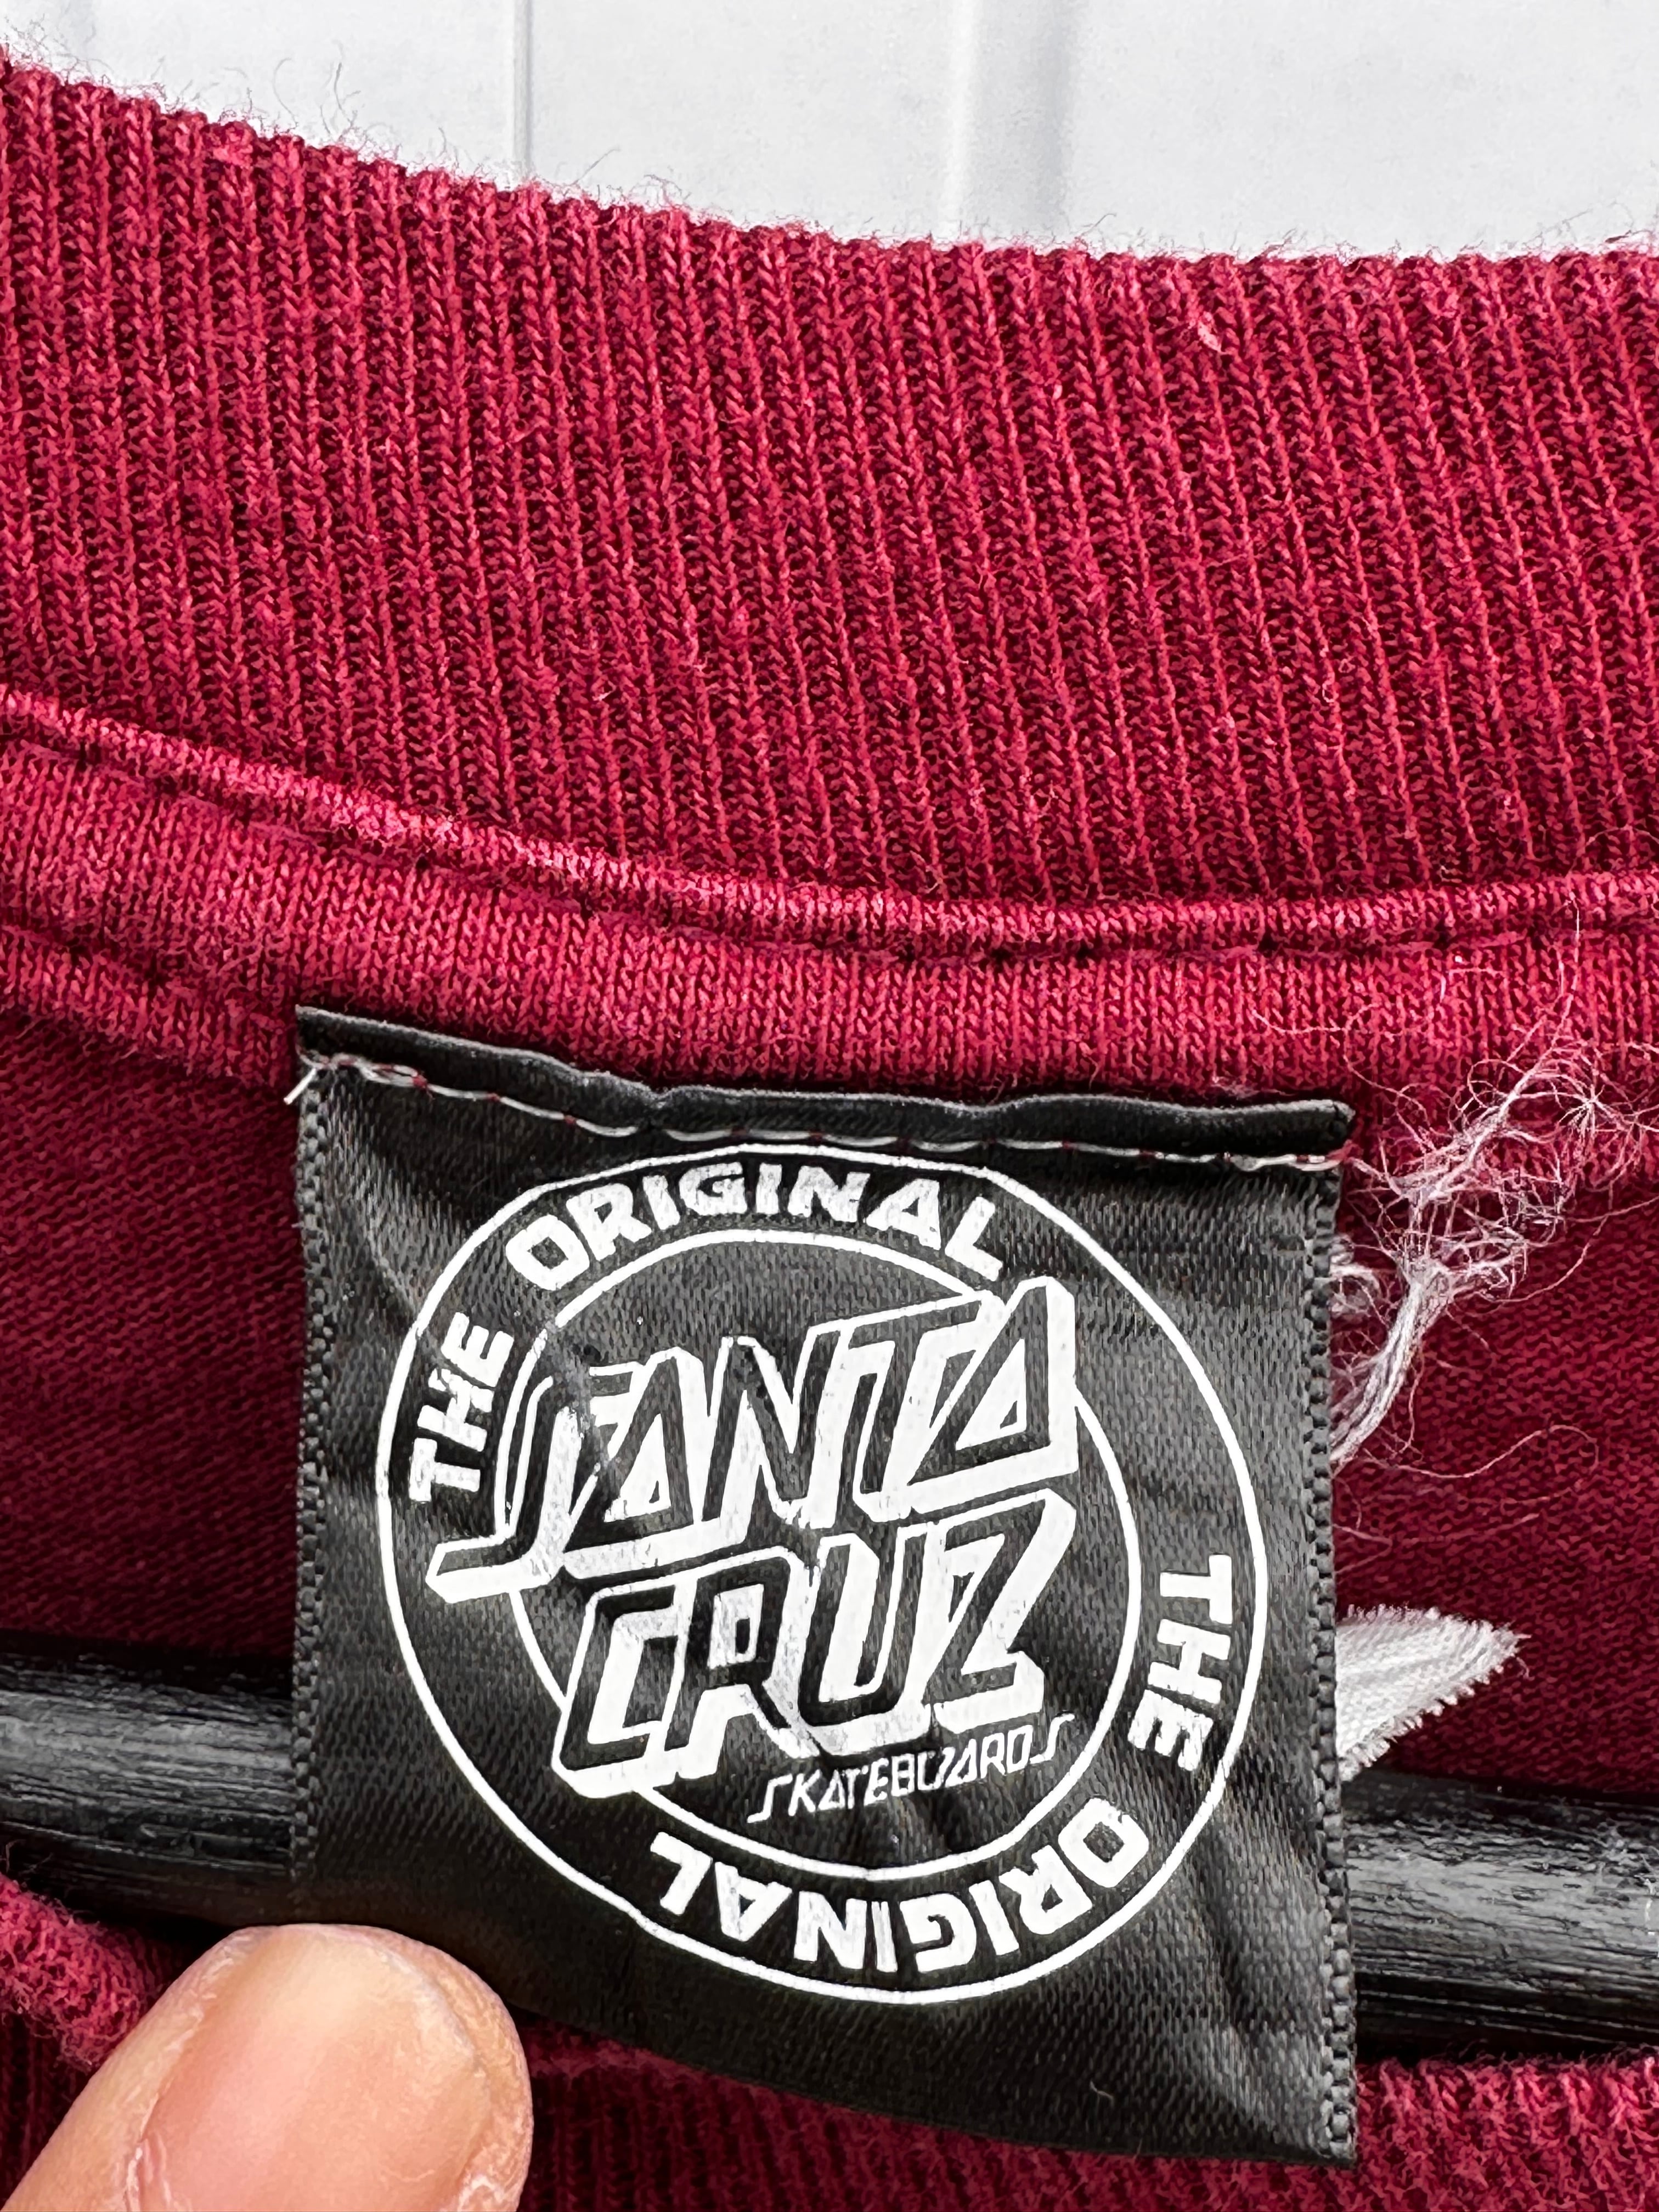 THE ORIGINAL
SANTA
CRUZ
SKATEBOARDS
THE ORIGINAL